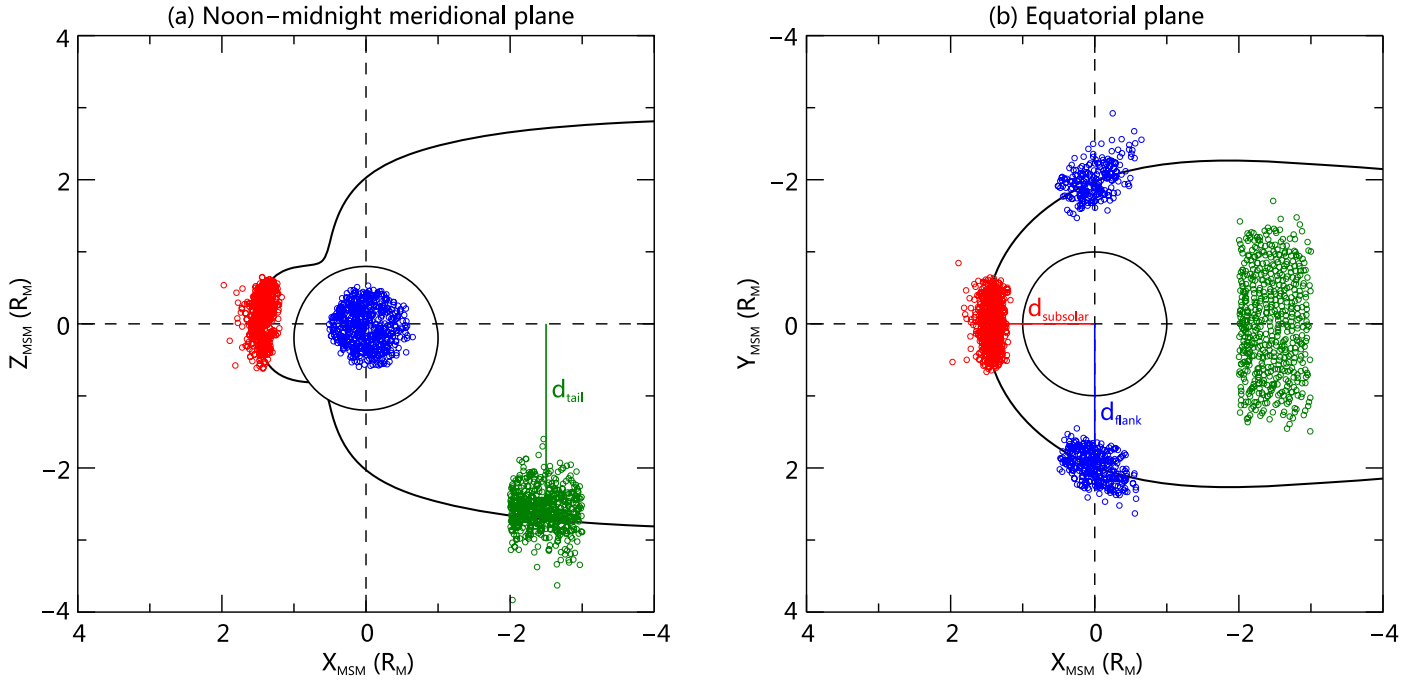 (a) Noon−midnight meridional plane
(b) Equatorial plane
4
2
0
−2
−4
Z_MSM (R_M)
d_tail
4 2 0 −2 −4
X_MSM (R_M)
−4
−2
0
2
4
Y_MSM (R_M)
d_subsolar
d_flank
4 2 0 −2 −4
X_MSM (R_M)